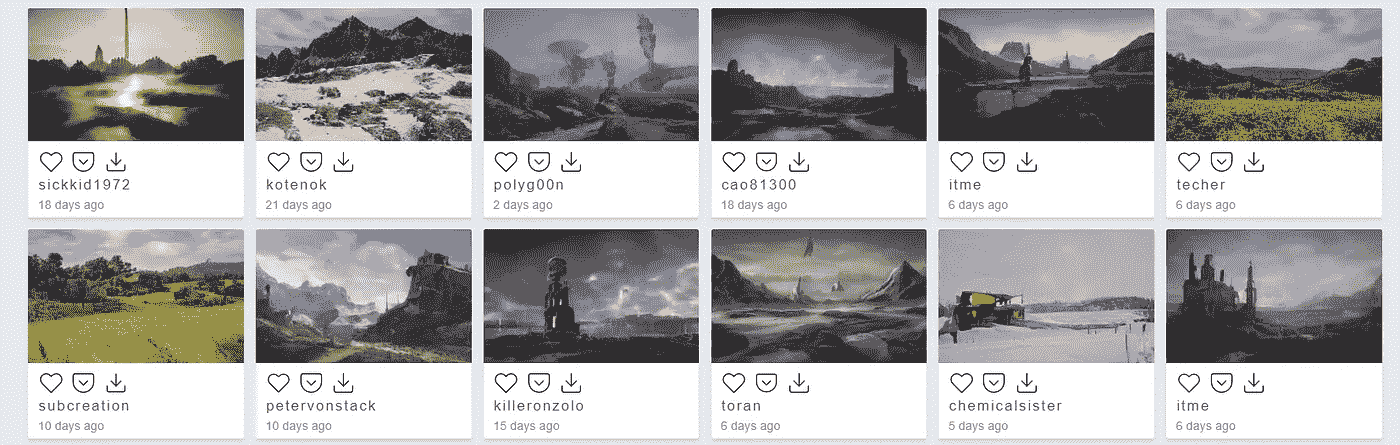 sickkid1972
18 days ago
kotenok
21 days ago
polyg00n
2 days ago
cao81300
18 days ago
itme
6 days ago
techer
6 days ago
subcreation
10 days ago
petervonstack
10 days ago
killeronzolo
15 days ago
toran
6 days ago
chemicalsister
5 days ago
itme
6 days ago